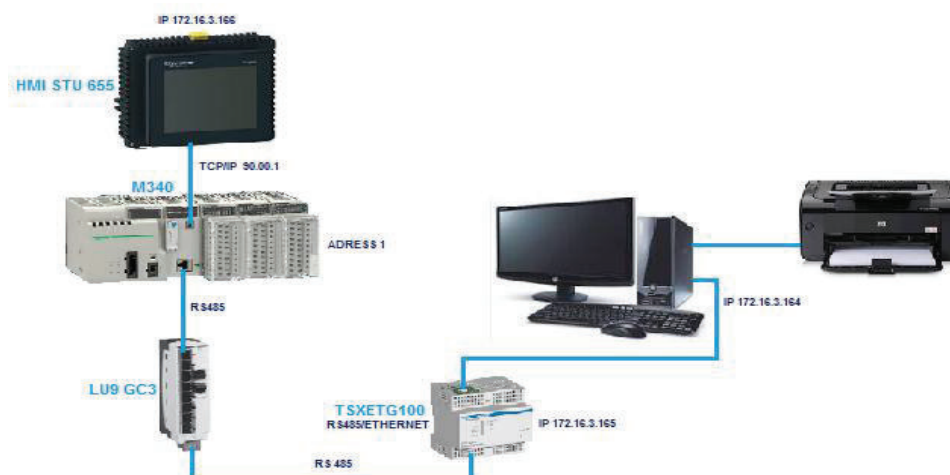 IP 172.16.3.166
HMI STU 655
TCP/IP 90.00.1
M340
ADRESS 1
RS485
LU9 GC3
IP 172.16.3.164
TSXETG100
RS485/ETHERNET
IP 172.16.3.165
RS 485